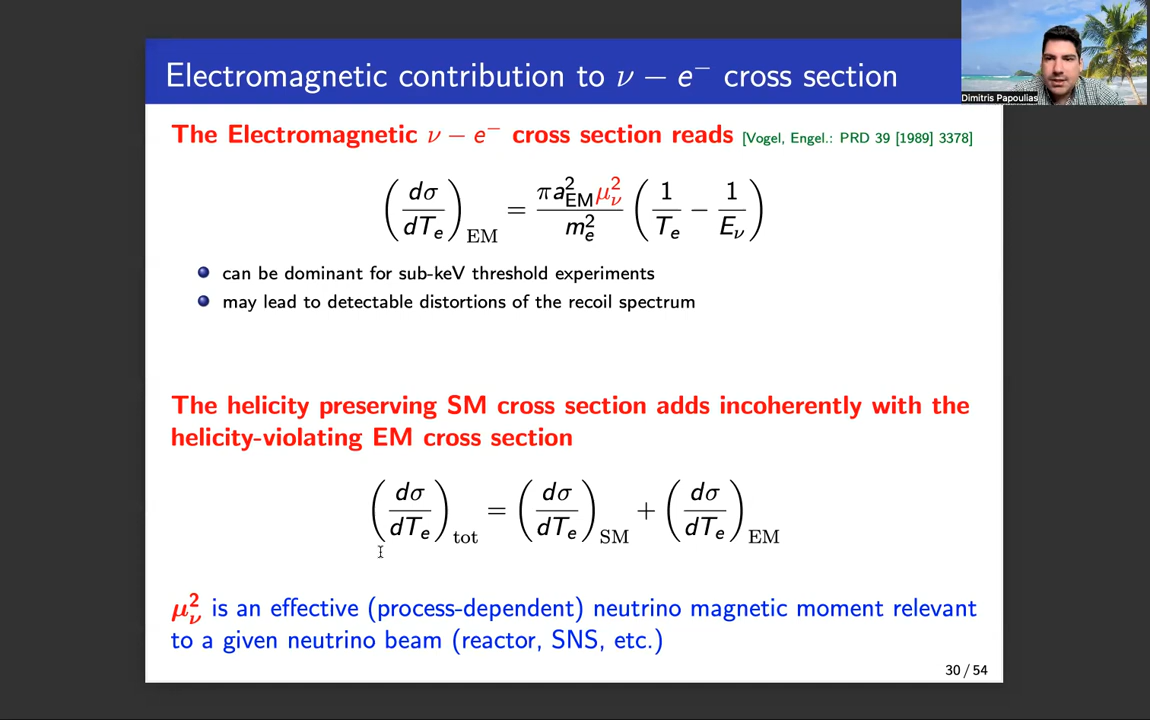 Electromagnetic contribution to ν − e⁻ cross section
Dimitris Papoulias
The Electromagnetic ν − e⁻ cross section reads [Vogel, Engel.: PRD 39 [1989] 3378]
(dσ/dTₑ)_EM = (πa²_EM μ²_ν / m²ₑ) (1/Tₑ − 1/E_ν)
can be dominant for sub-keV threshold experiments
may lead to detectable distortions of the recoil spectrum
The helicity preserving SM cross section adds incoherently with the
helicity-violating EM cross section
(dσ/dTₑ)_tot = (dσ/dTₑ)_SM + (dσ/dTₑ)_EM
μ²_ν is an effective (process-dependent) neutrino magnetic moment relevant
to a given neutrino beam (reactor, SNS, etc.)
30 / 54